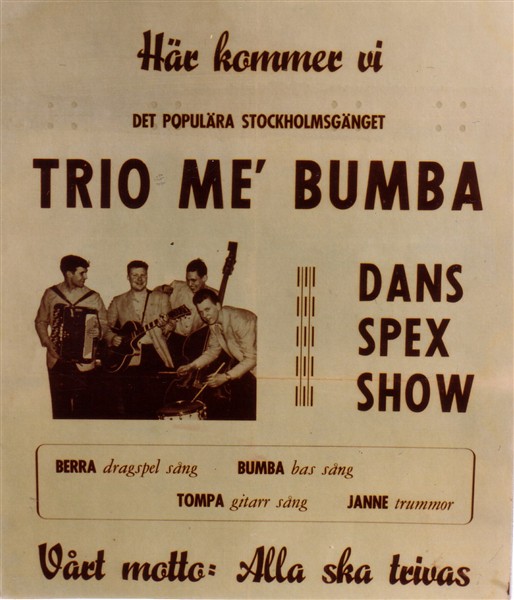 Här kommer vi
DET POPULÄRA STOCKHOLMSGÄNGET
TRIO ME' BUMBA
DANS
SPEX
SHOW
BERRA dragspel sång BUMBA bas sång
TOMPA gitarr sång JANNE trummor
Vårt motto: Alla ska trivas